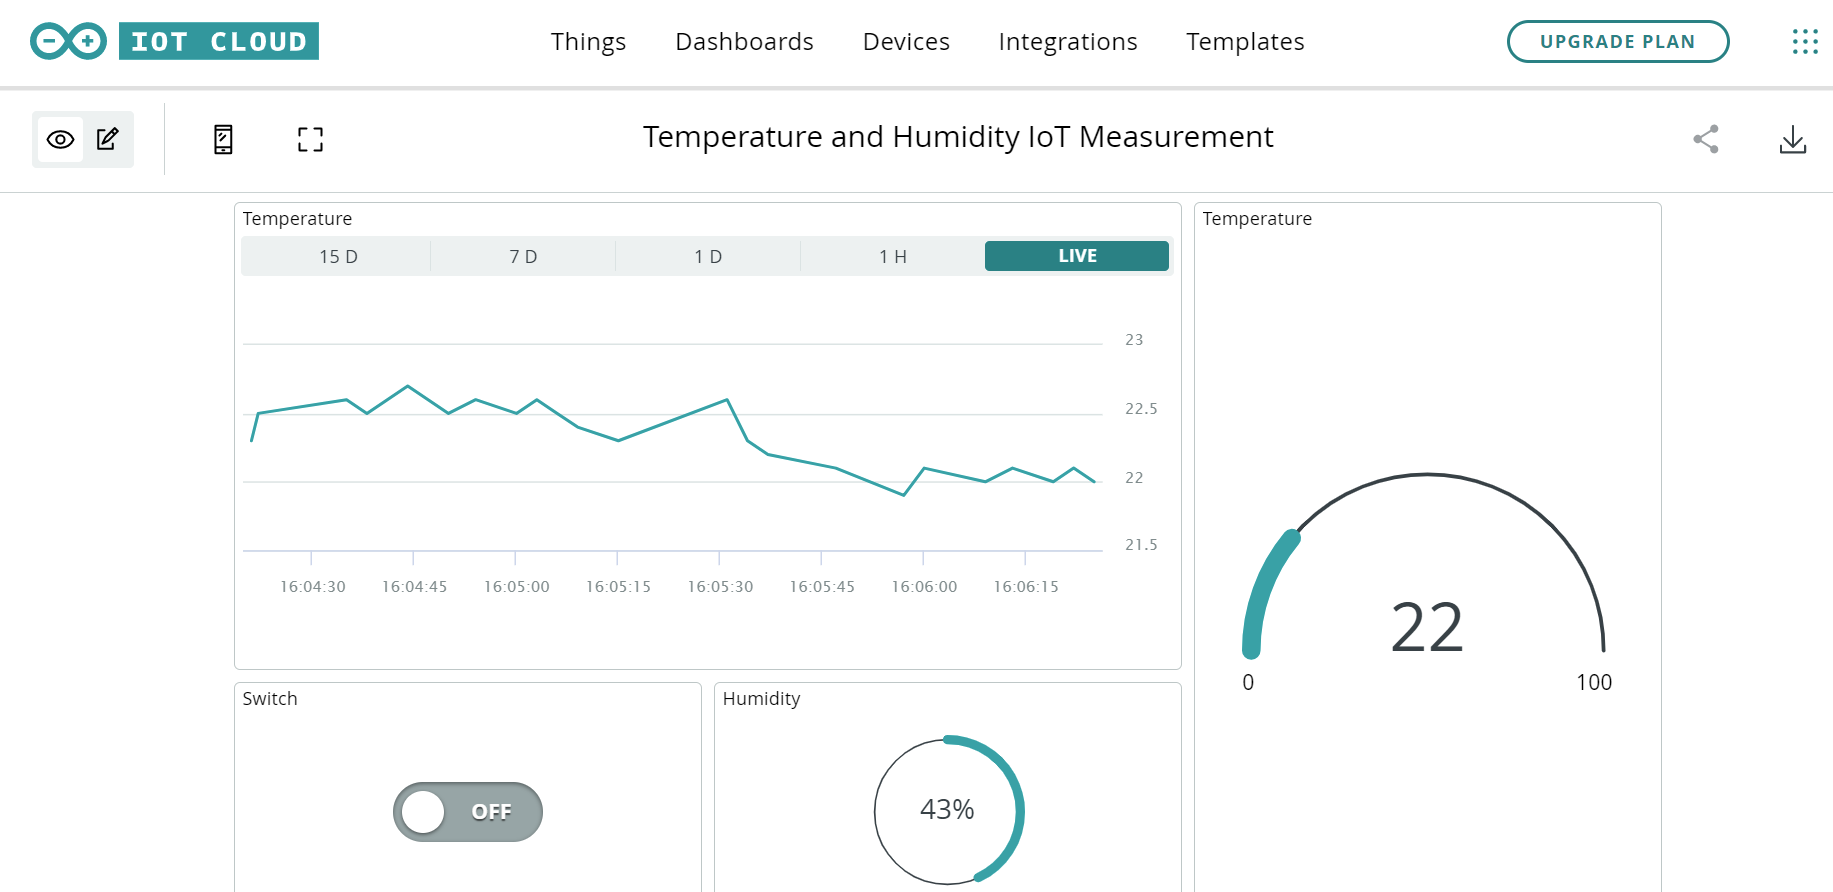 IOT CLOUD
Things Dashboards Devices Integrations Templates
UPGRADE PLAN
Temperature and Humidity IoT Measurement
Temperature
15 D 7 D 1 D 1 H LIVE
23
22.5
22
21.5
16:04:30 16:04:45 16:05:00 16:05:15 16:05:30 16:05:45 16:06:00 16:06:15
Temperature
22
0 100
Switch
OFF
Humidity
43%